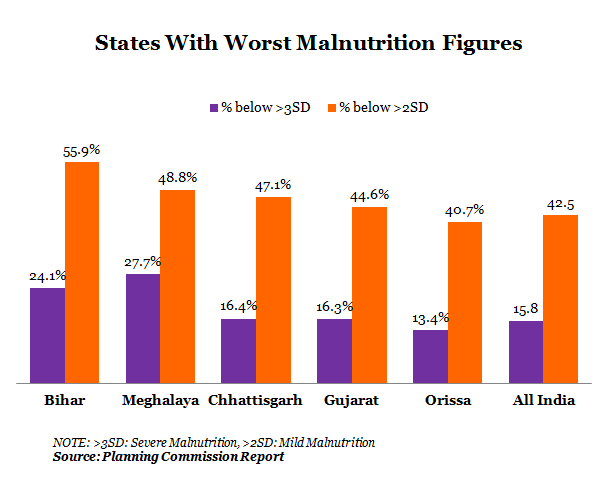 States With Worst Malnutrition Figures
% below >3SD % below >2SD
55.9%
48.8%
47.1%
44.6%
40.7%
42.5
24.1%
27.7%
16.4%
16.3%
13.4%
15.8
Bihar Meghalaya Chhattisgarh Gujarat Orissa All India
NOTE: >3SD: Severe Malnutrition, >2SD: Mild Malnutrition
Source: Planning Commission Report